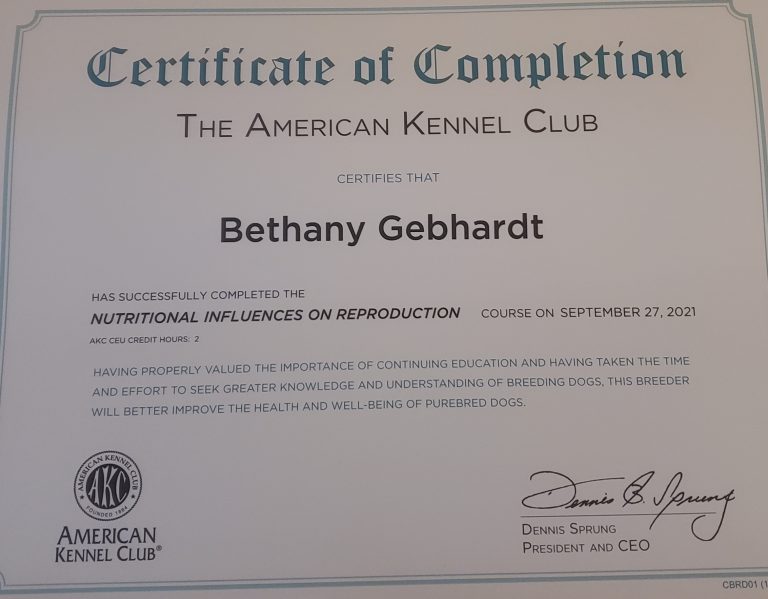 Certificate of Completion
THE AMERICAN KENNEL CLUB
CERTIFIES THAT
Bethany Gebhardt
HAS SUCCESSFULLY COMPLETED THE
NUTRITIONAL INFLUENCES ON REPRODUCTION COURSE ON SEPTEMBER 27, 2021
AKC CEU CREDIT HOURS: 2
HAVING PROPERLY VALUED THE IMPORTANCE OF CONTINUING EDUCATION AND HAVING TAKEN THE TIME
AND EFFORT TO SEEK GREATER KNOWLEDGE AND UNDERSTANDING OF BREEDING DOGS, THIS BREEDER
WILL BETTER IMPROVE THE HEALTH AND WELL-BEING OF PUREBRED DOGS.
AMERICAN KENNEL CLUB
AKC
FOUNDED 1884
AMERICAN
KENNEL CLUB®
Dennis B. Sprung
DENNIS SPRUNG
PRESIDENT AND CEO
CBRD01 (1